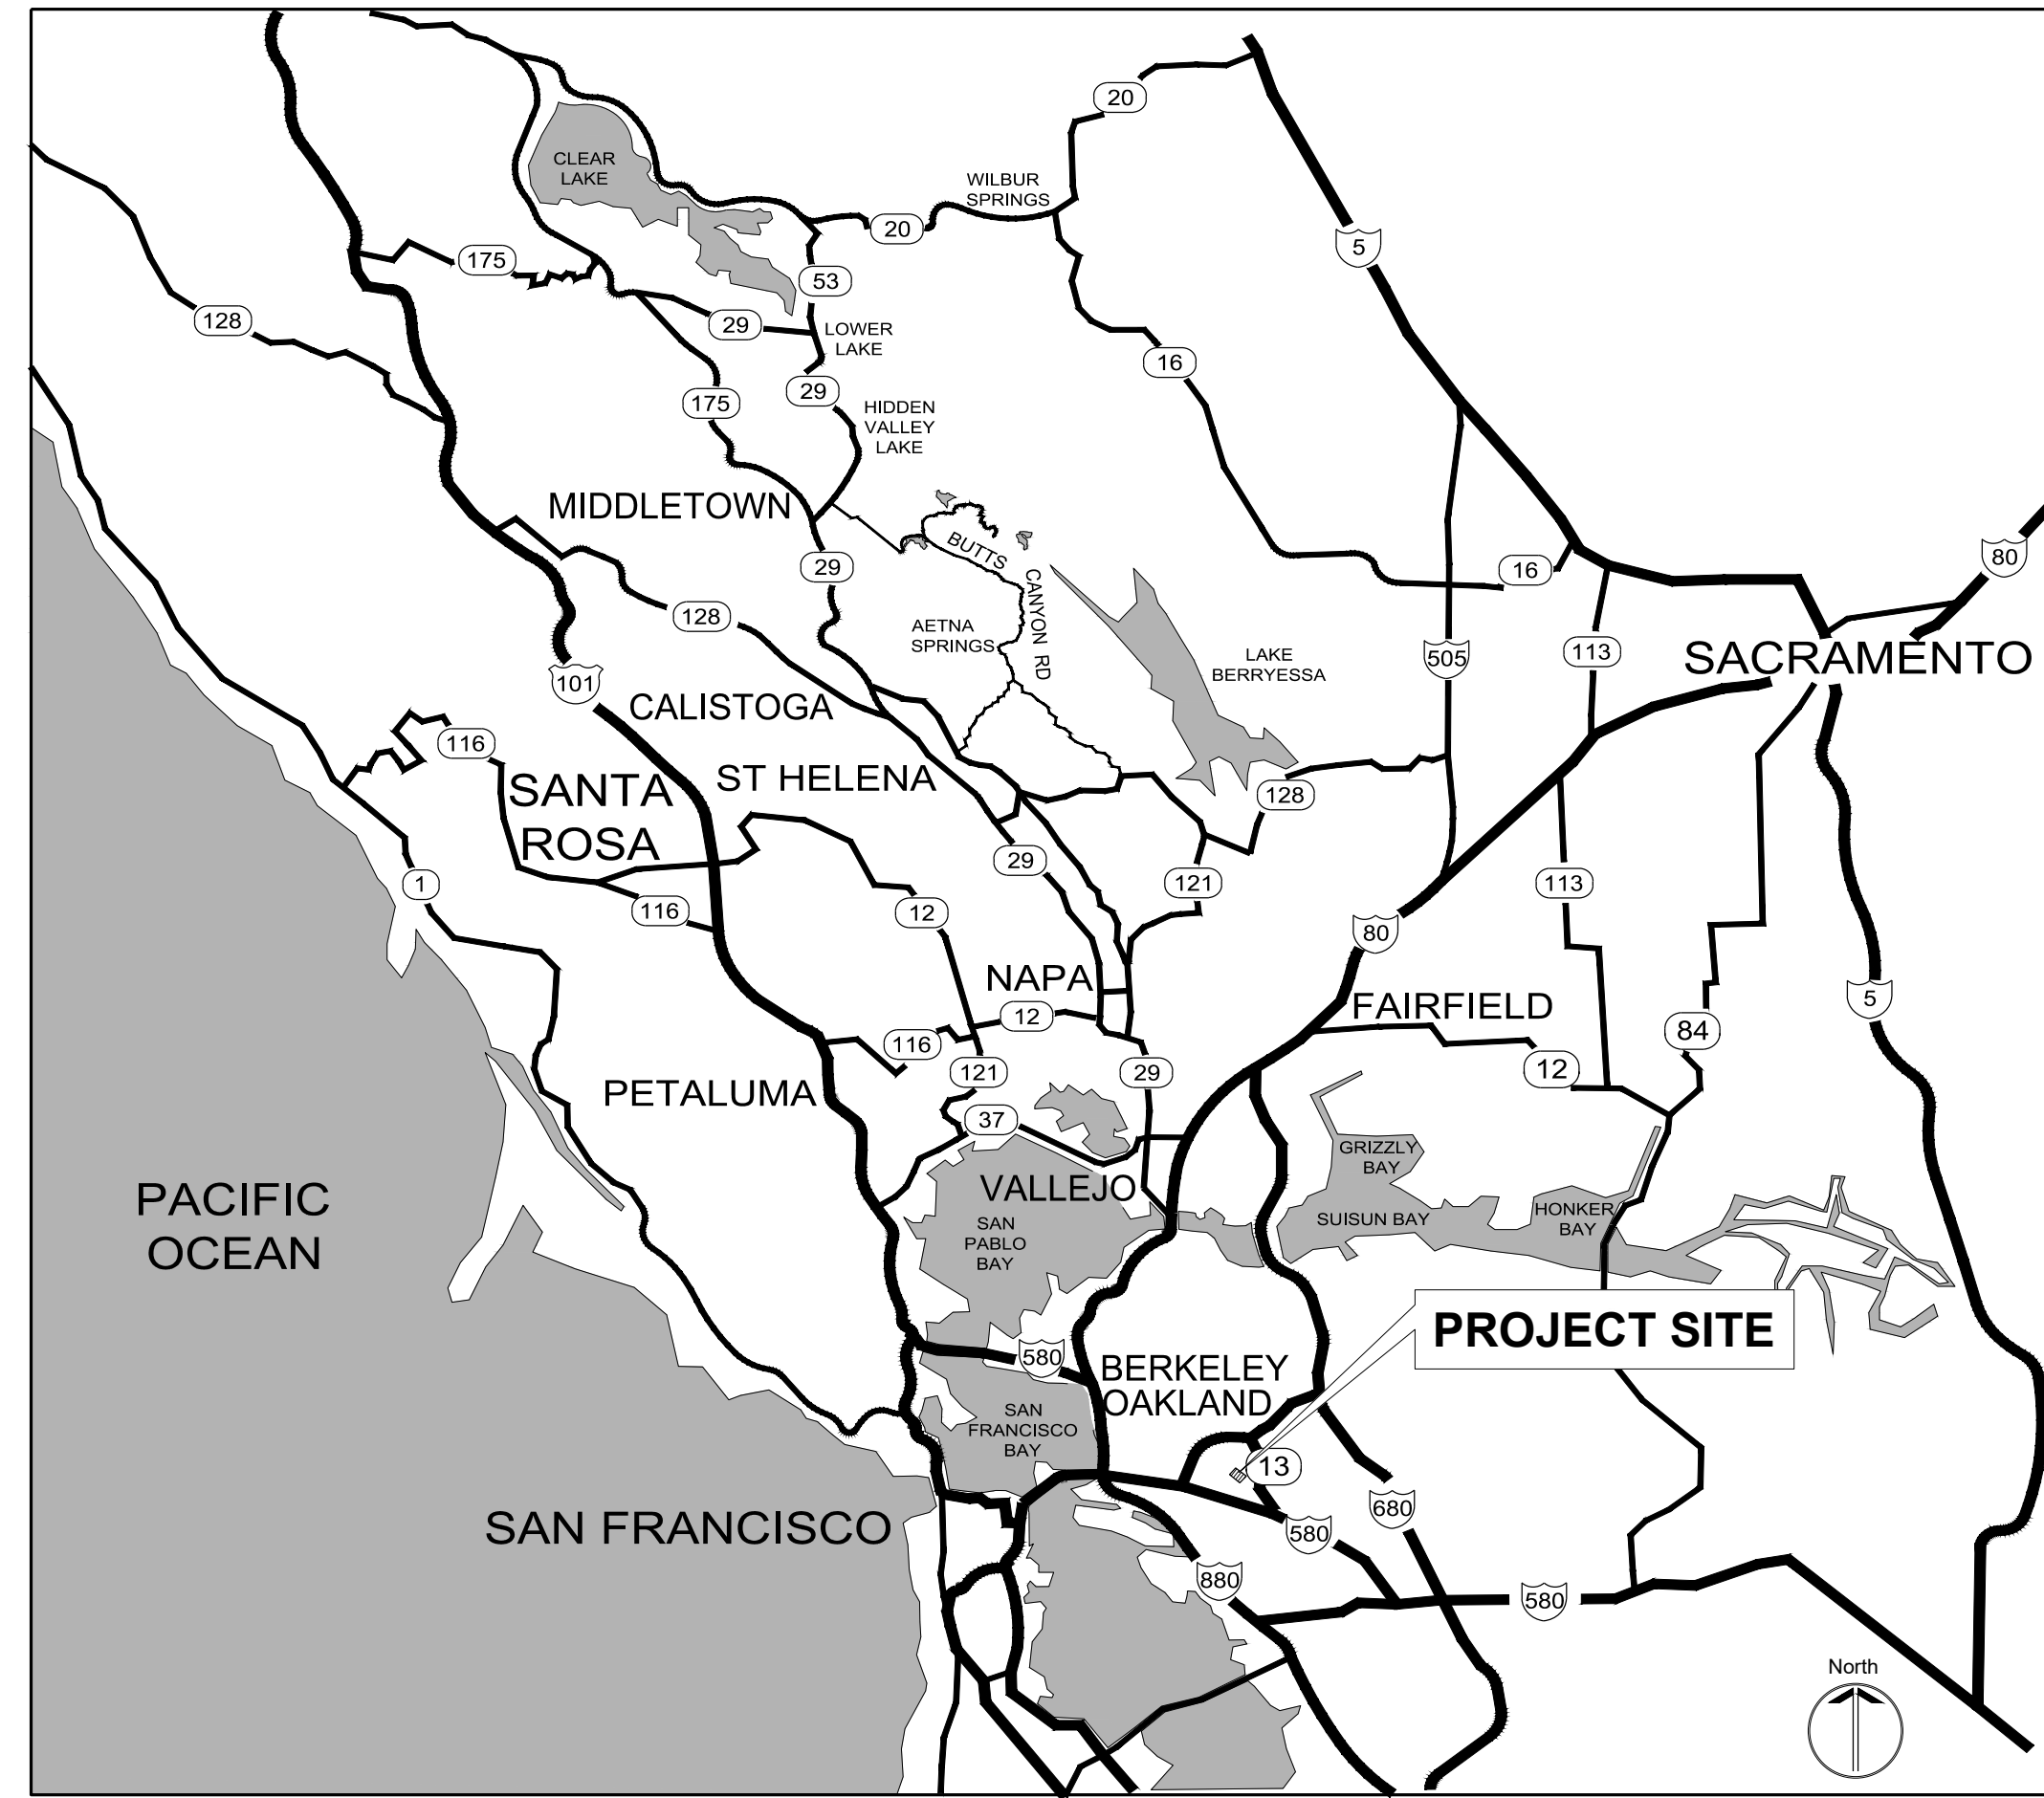 20
CLEAR
LAKE
WILBUR
SPRINGS
20
5
175
53
128
29
LOWER
LAKE
16
175
29
HIDDEN
VALLEY
LAKE
MIDDLETOWN
BUTTS
CANYON RD
80
29
16
128
AETNA
SPRINGS
LAKE
BERRYESSA
505
113
SACRAMENTO
101
CALISTOGA
116
ST HELENA
SANTA
ROSA
128
29
1
121
113
116
12
80
NAPA
12
FAIRFIELD
5
84
116
121
29
12
PETALUMA
37
GRIZZLY
BAY
VALLEJO
PACIFIC
OCEAN
SAN
PABLO
BAY
SUISUN BAY
HONKER
BAY
PROJECT SITE
580
BERKELEY
OAKLAND
SAN
FRANCISCO
BAY
13
SAN FRANCISCO
680
580
880
580
North